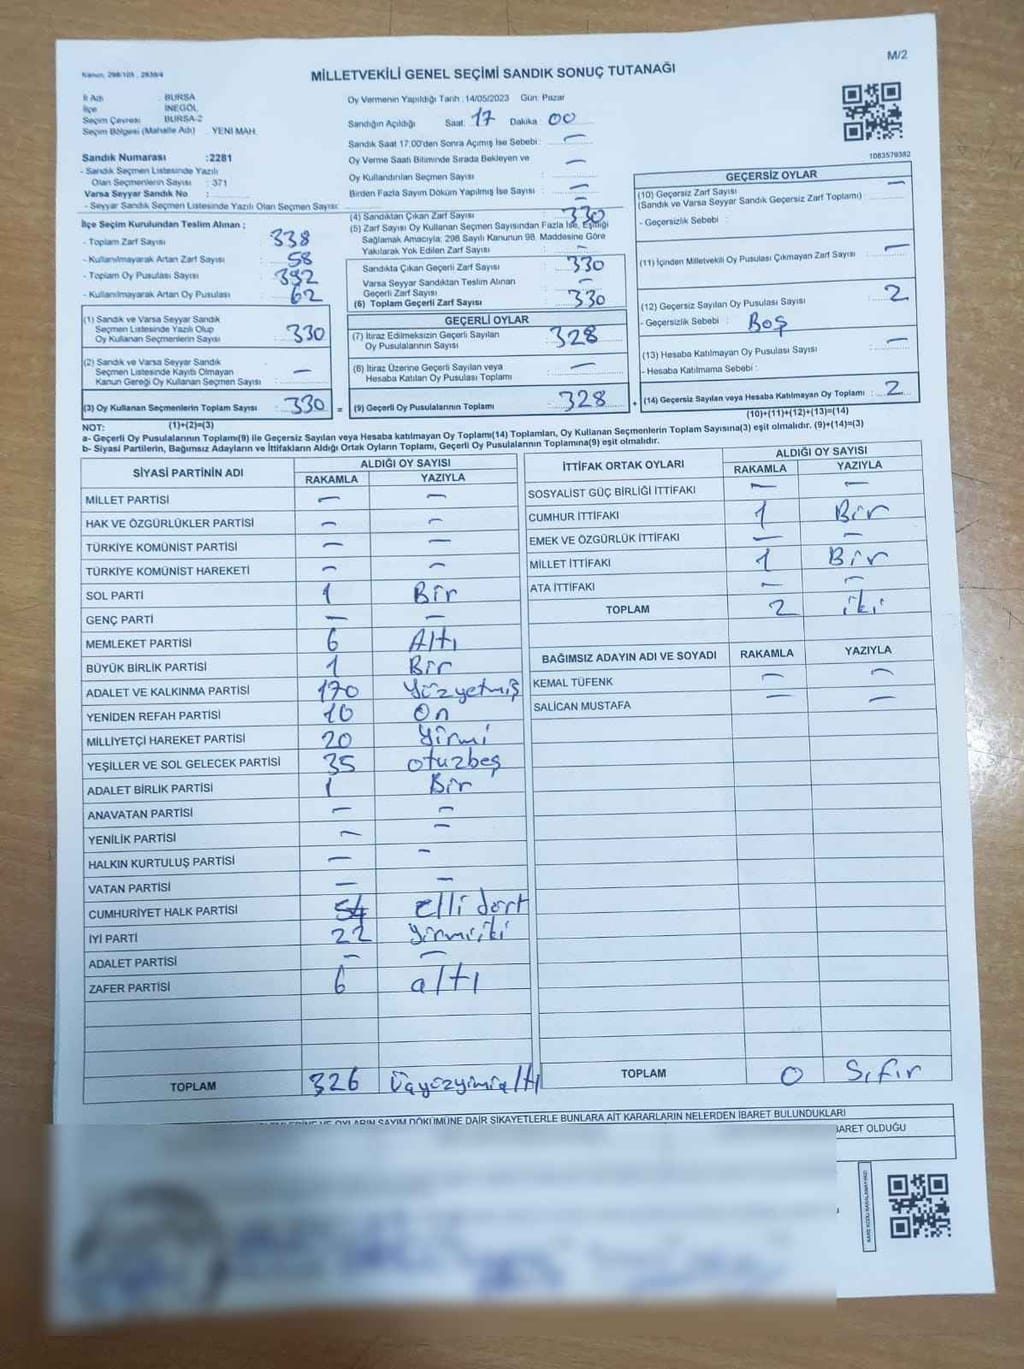 Kanun, 298/105 , 2839/4
MİLLETVEKİLİ GENEL SEÇİMİ SANDIK SONUÇ TUTANAĞI
M/2
İl Adı : BURSA
İlçe : İNEGÖL
Seçim Çevresi : BURSA-2
Seçim Bölgesi (Mahalle Adı) : YENİ MAH.
Sandık Numarası :2281
- Sandık Seçmen Listesinde Yazılı
Olan Seçmenlerin Sayısı : 371
Varsa Seyyar Sandık No :
- Seyyar Sandık Seçmen Listesinde Yazılı Olan Seçmen Sayısı:
İlçe Seçim Kurulundan Teslim Alınan ;
- Toplam Zarf Sayısı : 338
- Kullanılmayarak Artan Zarf Sayısı : 58
- Toplam Oy Pusulası Sayısı : 392
- Kullanılmayarak Artan Oy Pusulası : 62
(1) Sandık ve Varsa Seyyar Sandık
Seçmen Listesinde Yazılı Olup
Oy Kullanan Seçmenlerin Sayısı : 330
(2) Sandık ve Varsa Seyyar Sandık
Seçmen Listesinde Kayıtlı Olmayan
Kanun Gereği Oy Kullanan Seçmen Sayısı : —
(3) Oy Kullanan Seçmenlerin Toplam Sayısı : 330 =
Oy Vermenin Yapıldığı Tarih :14/05/2023 Gün: Pazar
Sandığın Açıldığı Saat: 17 Dakika 00
Sandık Saat 17:00'den Sonra Açımış İse Sebebi : —
Oy Verme Saati Bitiminde Sırada Bekleyen ve
Oy Kullandırılan Seçmen Sayısı : —
Birden Fazla Sayım Döküm Yapılmış İse Sayısı : —
(4) Sandıktan Çıkan Zarf Sayısı : 330
(5) Zarf Sayısı Oy Kullanan Seçmen Sayısından Fazla İse, Eşitliği
Sağlamak Amacıyla; 298 Sayılı Kanunun 98. Maddesine Göre
Yakılarak Yok Edilen Zarf Sayısı : —
Sandıkta Çıkan Geçerli Zarf Sayısı : 330
Varsa Seyyar Sandıktan Teslim Alınan
Geçerli Zarf Sayısı : —
(6) Toplam Geçerli Zarf Sayısı : 330
GEÇERLİ OYLAR
(7) İtiraz Edilmeksizin Geçerli Sayılan
Oy Pusulalarının Sayısı : 328
(8) İtiraz Üzerine Geçerli Sayılan veya
Hesaba Katılan Oy Pusulası Toplamı : —
(9) Geçerli Oy Pusulalarının Toplamı : 328 +
1083579382
GEÇERSİZ OYLAR
(10) Geçersiz Zarf Sayısı : —
(Sandık ve Varsa Seyyar Sandık Geçersiz Zarf Toplamı)
- Geçersizlik Sebebi :
(11) İçinden Milletvekili Oy Pusulası Çıkmayan Zarf Sayısı : —
(12) Geçersiz Sayılan Oy Pusulası Sayısı : 2
- Geçersizlik Sebebi : Boş
(13) Hesaba Katılmayan Oy Pusulası Sayısı : —
- Hesaba Katılmama Sebebi :
(14) Geçersiz Sayılan veya Hesaba Katılmayan Oy Toplamı : 2
NOT: (1)+(2)=(3)
(10)+(11)+(12)+(13)=(14)
a- Geçerli Oy Pusulalarının Toplamı(9) ile Geçersiz Sayılan veya Hesaba katılmayan Oy Toplamı(14) Toplamları, Oy Kullanan Seçmenlerin Toplam Sayısına(3) eşit olmalıdır. (9)+(14)=(3)
b- Siyasi Partilerin, Bağımsız Adayların ve İttifakların Aldığı Ortak Oyların Toplamı, Geçerli Oy Pusulalarının Toplamına(9) eşit olmalıdır.
SİYASİ PARTİNİN ADI ALDIĞI OY SAYISI
RAKAMLA YAZIYLA
MİLLET PARTİSİ — —
HAK VE ÖZGÜRLÜKLER PARTİSİ — —
TÜRKİYE KOMÜNİST PARTİSİ — —
TÜRKİYE KOMÜNİST HAREKETİ — —
SOL PARTİ 1 Bir
GENÇ PARTİ — —
MEMLEKET PARTİSİ 6 Altı
BÜYÜK BİRLİK PARTİSİ 1 Bir
ADALET VE KALKINMA PARTİSİ 170 Yüzyetmiş
YENİDEN REFAH PARTİSİ 10 On
MİLLİYETÇİ HAREKET PARTİSİ 20 Yirmi
YEŞİLLER VE SOL GELECEK PARTİSİ 35 otuzbeş
ADALET BİRLİK PARTİSİ 1 Bir
ANAVATAN PARTİSİ — —
YENİLİK PARTİSİ — —
HALKIN KURTULUŞ PARTİSİ — —
VATAN PARTİSİ — —
CUMHURİYET HALK PARTİSİ 54 elli dört
İYİ PARTİ 22 yirmiiki
ADALET PARTİSİ — —
ZAFER PARTİSİ 6 altı
TOPLAM 326 Üçyüzyirmialtı
İTTİFAK ORTAK OYLARI ALDIĞI OY SAYISI
RAKAMLA YAZIYLA
SOSYALİST GÜÇ BİRLİĞİ İTTİFAKI — —
CUMHUR İTTİFAKI 1 Bir
EMEK VE ÖZGÜRLÜK İTTİFAKI — —
MİLLET İTTİFAKI 1 Bir
ATA İTTİFAKI — —
TOPLAM 2 iki
BAĞIMSIZ ADAYIN ADI VE SOYADI RAKAMLA YAZIYLA
KEMAL TÜFENK — —
SALİCAN MUSTAFA — —
TOPLAM 0 Sıfır
OYLARIN SAYIM DÖKÜMÜNE DAİR ŞİKAYETLERLE BUNLARA AİT KARARLARIN NELERDEN İBARET BULUNDUKLARI
İBARET OLDUĞU